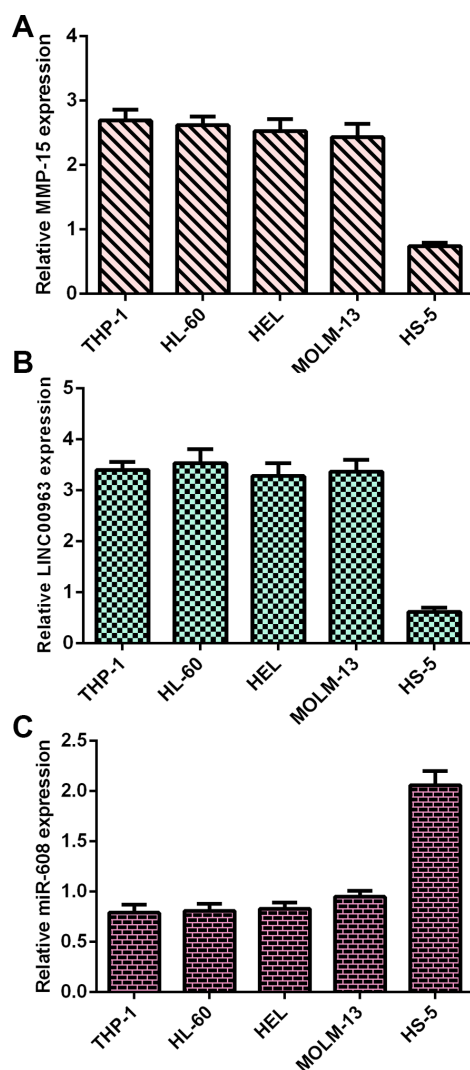 A
Relative MMP-15 expression
4
3
2
1
0
THP-1
HL-60
HEL
MOLM-13
HS-5
B
Relative LINC00963 expression
5
4
3
2
1
0
THP-1
HL-60
HEL
MOLM-13
HS-5
C
Relative miR-608 expression
2.5
2.0
1.5
1.0
0.5
0.0
THP-1
HL-60
HEL
MOLM-13
HS-5